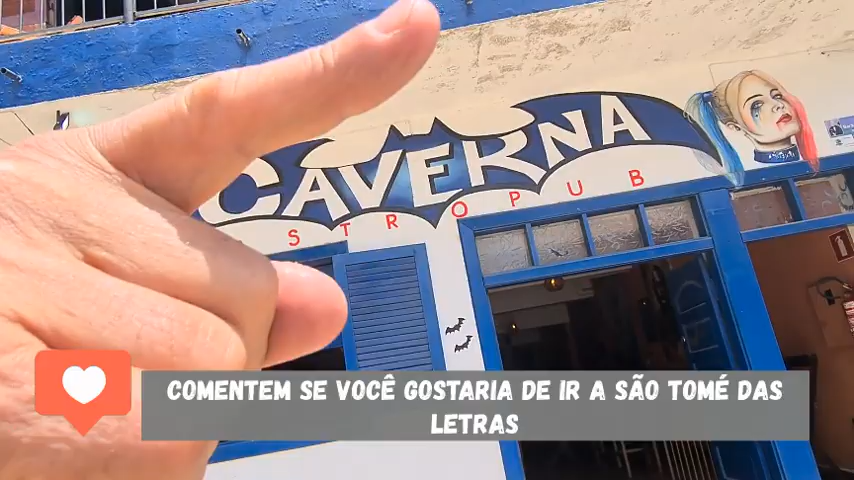 CAVERNA
STROPUB
COMENTEM SE VOCÊ GOSTARIA DE IR A SÃO TOMÉ DAS
LETRAS